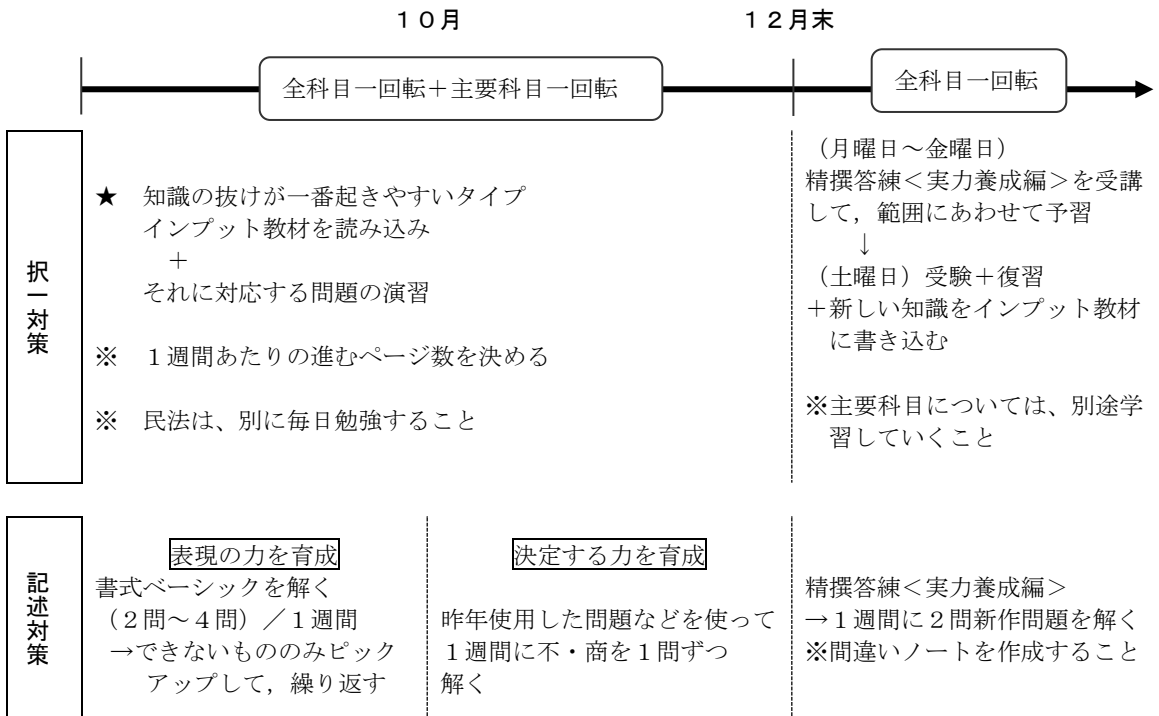 １０月
１２月末
全科目一回転＋主要科目一回転
全科目一回転
択一対策
★　知識の抜けが一番起きやすいタイプ
インプット教材を読み込み
＋
それに対応する問題の演習
※　１週間あたりの進むページ数を決める
※　民法は、別に毎日勉強すること
（月曜日～金曜日）
精撰答練＜実力養成編＞を受講
して，範囲にあわせて予習
↓
（土曜日）受験＋復習
＋新しい知識をインプット教材
に書き込む
※主要科目については、別途学
習していくこと
記述対策
表現の力を育成
書式ベーシックを解く
（２問～４問）／１週間
→できないもののみピック
アップして，繰り返す
決定する力を育成
昨年使用した問題などを使って
１週間に不・商を１問ずつ
解く
精撰答練＜実力養成編＞
→１週間に２問新作問題を解く
※間違いノートを作成すること